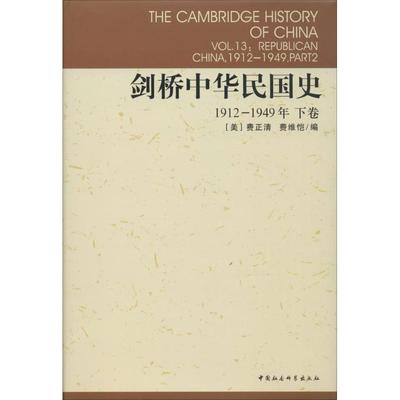 THE CAMBRIDGE HISTORY
OF CHINA
VOL.13; REPUBLICAN
CHINA,1912-1949,PART2
剑桥中华民国史
1912-1949年 下卷
［美］费正清 费维恺/编
中国社会科学出版社